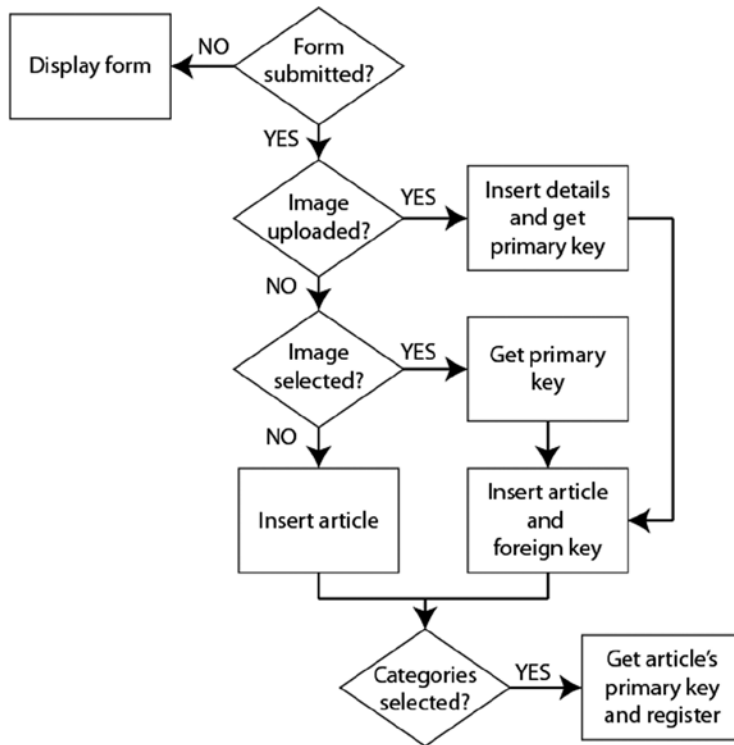 Display form
NO
Form
submitted?
YES
Image
uploaded?
YES
Insert details
and get
primary key
NO
Image
selected?
YES
Get primary
key
NO
Insert article
Insert article
and
foreign key
Categories
selected?
YES
Get article’s
primary key
and register